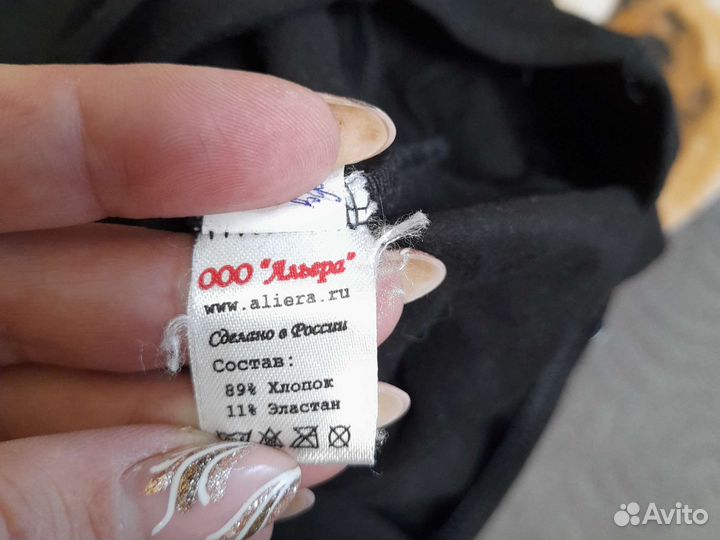 ООО "Альера"
www.aliera.ru
Сделано в России
Состав:
89% Хлопок
11% Эластан
Avito